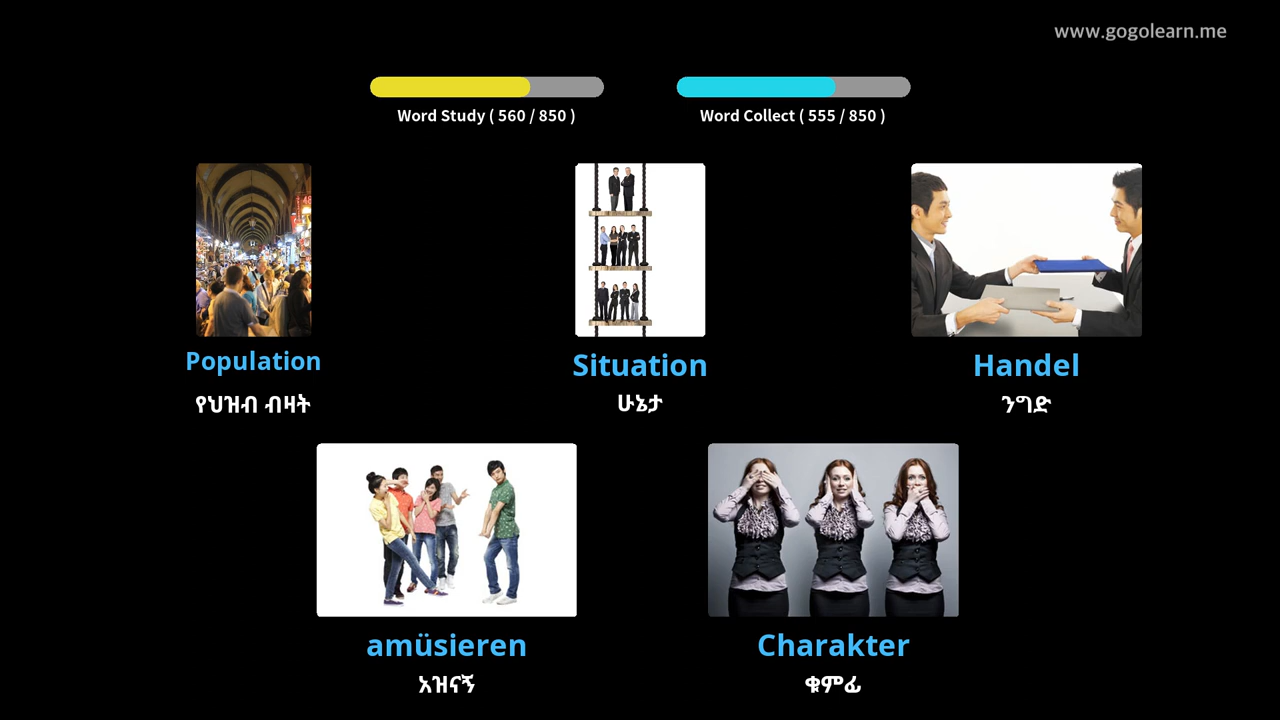 www.gogolearn.me
Word Study ( 560 / 850 )
Word Collect ( 555 / 850 )
Population
Situation
Handel
የህዝብ ብዛት
ሁኔታ
ንግድ
amüsieren
Charakter
አዝናኝ
ቁምፊ